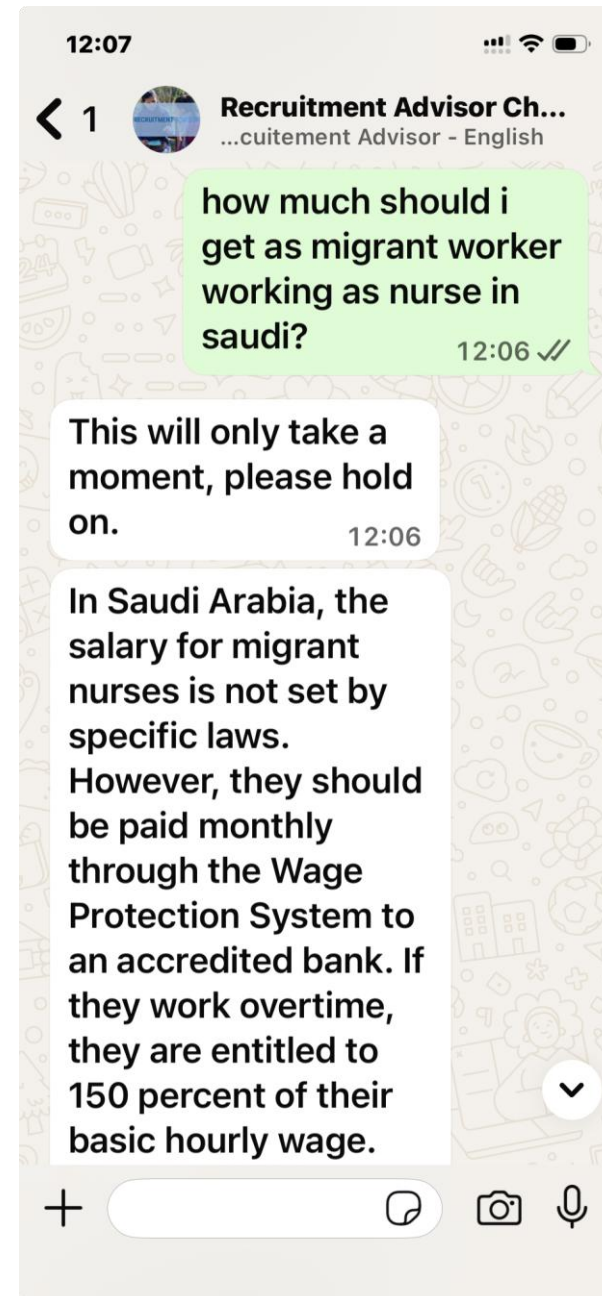 12:07
1
Recruitment Advisor Ch...
...cuitement Advisor - English
how much should i
get as migrant worker
working as nurse in
saudi?
12:06
This will only take a
moment, please hold
on.
12:06
In Saudi Arabia, the
salary for migrant
nurses is not set by
specific laws.
However, they should
be paid monthly
through the Wage
Protection System to
an accredited bank. If
they work overtime,
they are entitled to
150 percent of their
basic hourly wage.